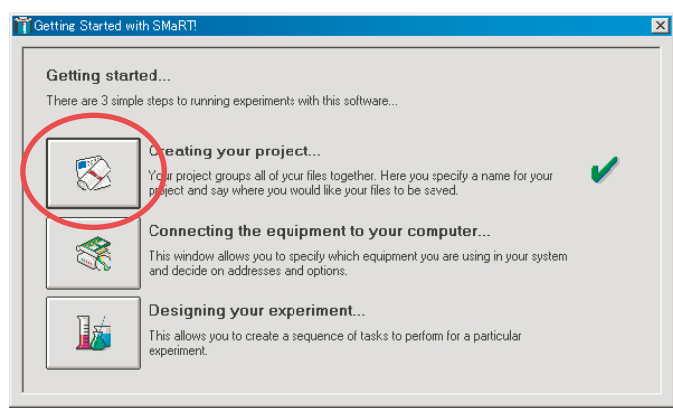 Getting Started with SMaRT!
Getting started...
There are 3 simple steps to running experiments with this software...
Creating your project...
Your project groups all of your files together. Here you specify a name for your
project and say where you would like your files to be saved.
Connecting the equipment to your computer...
This window allows you to specify which equipment you are using in your system
and decide on addresses and options.
Designing your experiment...
This allows you to create a sequence of tasks to perform for a particular
experiment.